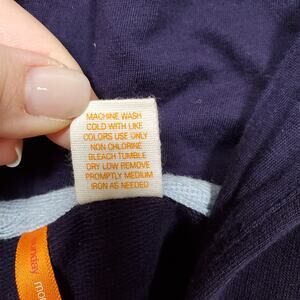 MACHINE WASH
COLD WITH LIKE
COLORS USE ONLY
NON CHLORINE
BLEACH TUMBLE
DRY LOW REMOVE
PROMPTLY MEDIUM
IRON AS NEEDED